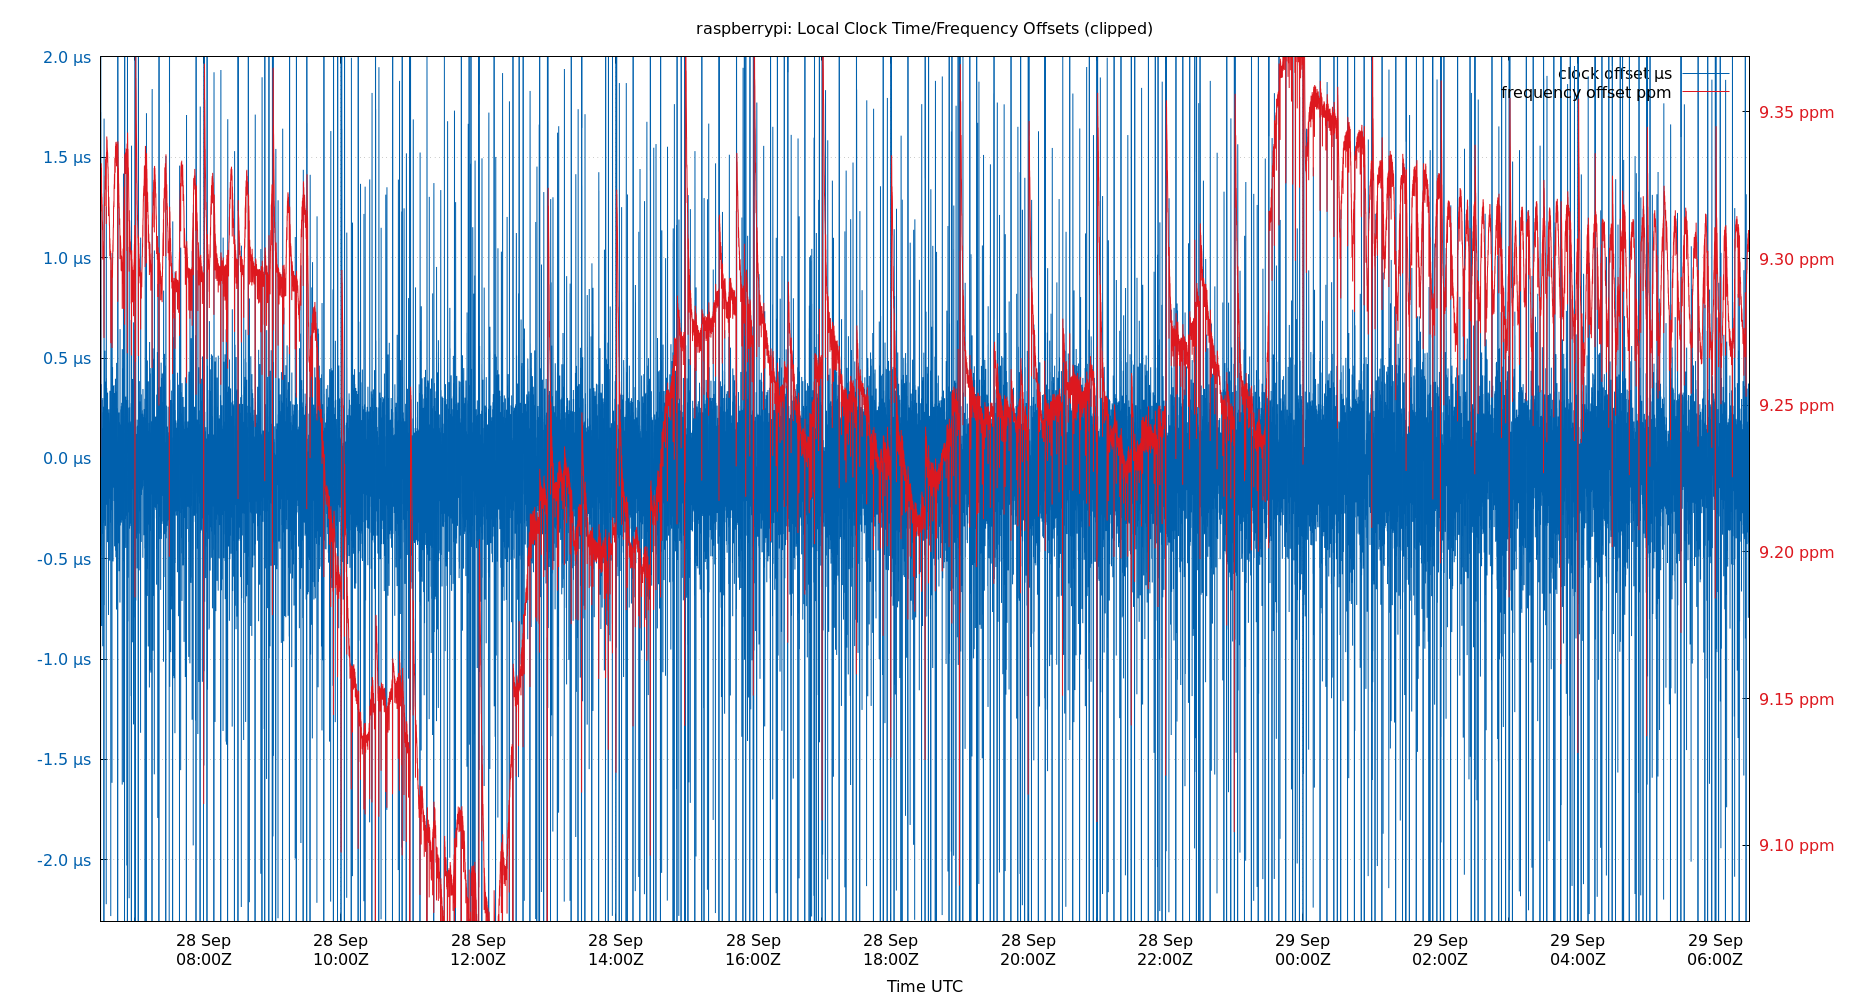 raspberrypi: Local Clock Time/Frequency Offsets (clipped)
2.0 µs
1.5 µs
1.0 µs
0.5 µs
0.0 µs
-0.5 µs
-1.0 µs
-1.5 µs
-2.0 µs
clock offset µs
frequency offset ppm
9.35 ppm
9.30 ppm
9.25 ppm
9.20 ppm
9.15 ppm
9.10 ppm
28 Sep
08:00Z
28 Sep
10:00Z
28 Sep
12:00Z
28 Sep
14:00Z
28 Sep
16:00Z
28 Sep
18:00Z
28 Sep
20:00Z
28 Sep
22:00Z
29 Sep
00:00Z
29 Sep
02:00Z
29 Sep
04:00Z
29 Sep
06:00Z
Time UTC